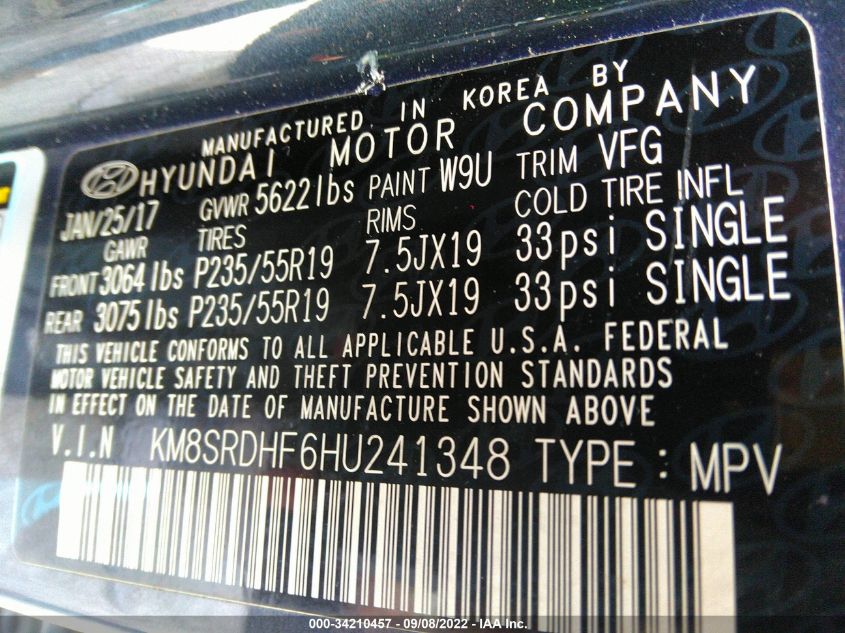 MANUFACTURED IN KOREA BY
HYUNDAI MOTOR COMPANY
JAN/25/17 GVWR 5622lbs PAINT W9U TRIM VFG
GAWR TIRES RIMS COLD TIRE INFL
FRONT 3064lbs P235/55R19 7.5JX19 33psi SINGLE
REAR 3075lbs P235/55R19 7.5JX19 33psi SINGLE
THIS VEHICLE CONFORMS TO ALL APPLICABLE U.S.A. FEDERAL
MOTOR VEHICLE SAFETY AND THEFT PREVENTION STANDARDS
IN EFFECT ON THE DATE OF MANUFACTURE SHOWN ABOVE
V.I.N KM8SRDHF6HU241348 TYPE : MPV
000-34210457 - 09/08/2022 - IAA Inc.